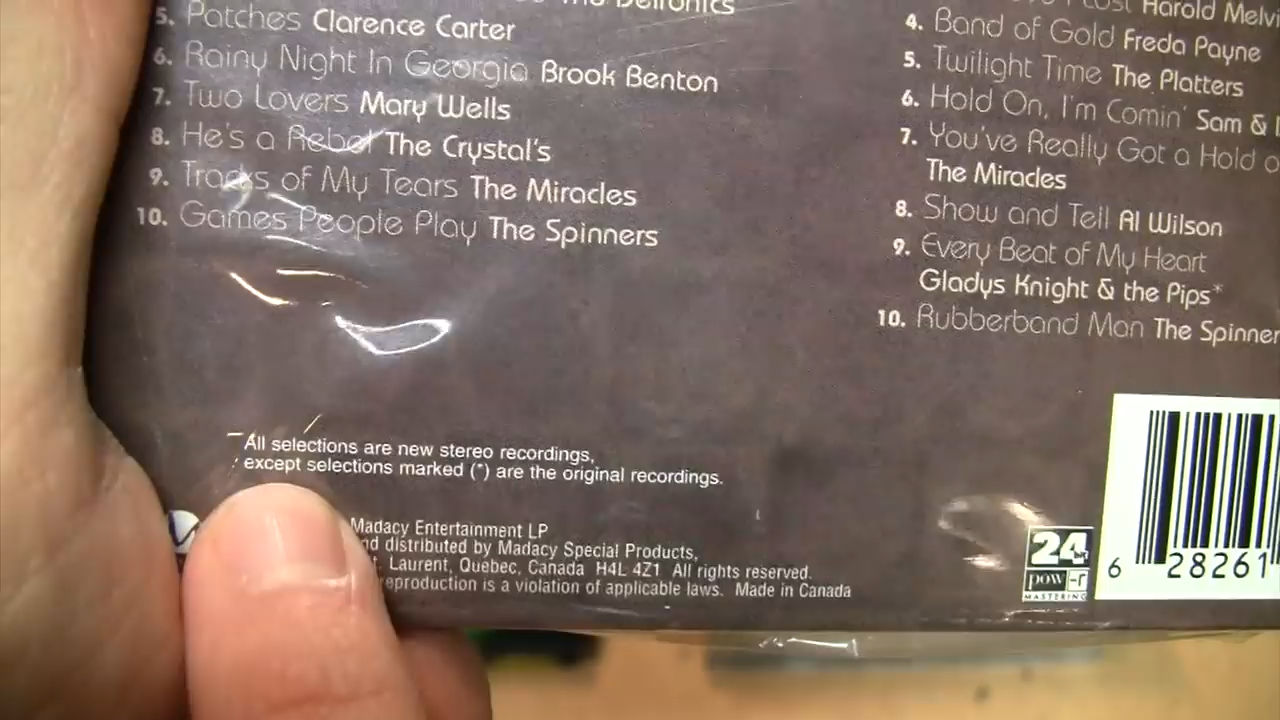 The Delfonics
5. Patches Clarence Carter
6. Rainy Night In Georgia Brook Benton
7. Two Lovers Mary Wells
8. He's a Rebel The Crystal's
9. Tracks of My Tears The Miracles
10. Games People Play The Spinners
Lost Harold Melvi
4. Band of Gold Freda Payne
5. Twilight Time The Platters
6. Hold On, I'm Comin' Sam &
7. You've Really Got a Hold o
The Miracles
8. Show and Tell Al Wilson
9. Every Beat of My Heart
Gladys Knight & the Pips*
10. Rubberband Man The Spinner
All selections are new stereo recordings,
except selections marked (*) are the original recordings.
Madacy Entertainment LP
nd distributed by Madacy Special Products,
t. Laurent, Quebec, Canada H4L 4Z1 All rights reserved.
reproduction is a violation of applicable laws. Made in Canada
24
pow-r
MASTERING
6 28261